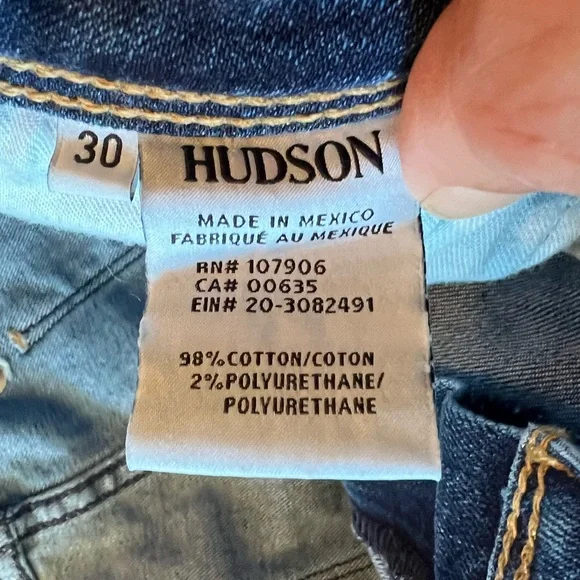 30
HUDSON
MADE IN MEXICO
FABRIQUÉ AU MEXIQUE
RN# 107906
CA# 00635
EIN# 20-3082491
98%COTTON/COTON
2%POLYURETHANE/
POLYURETHANE